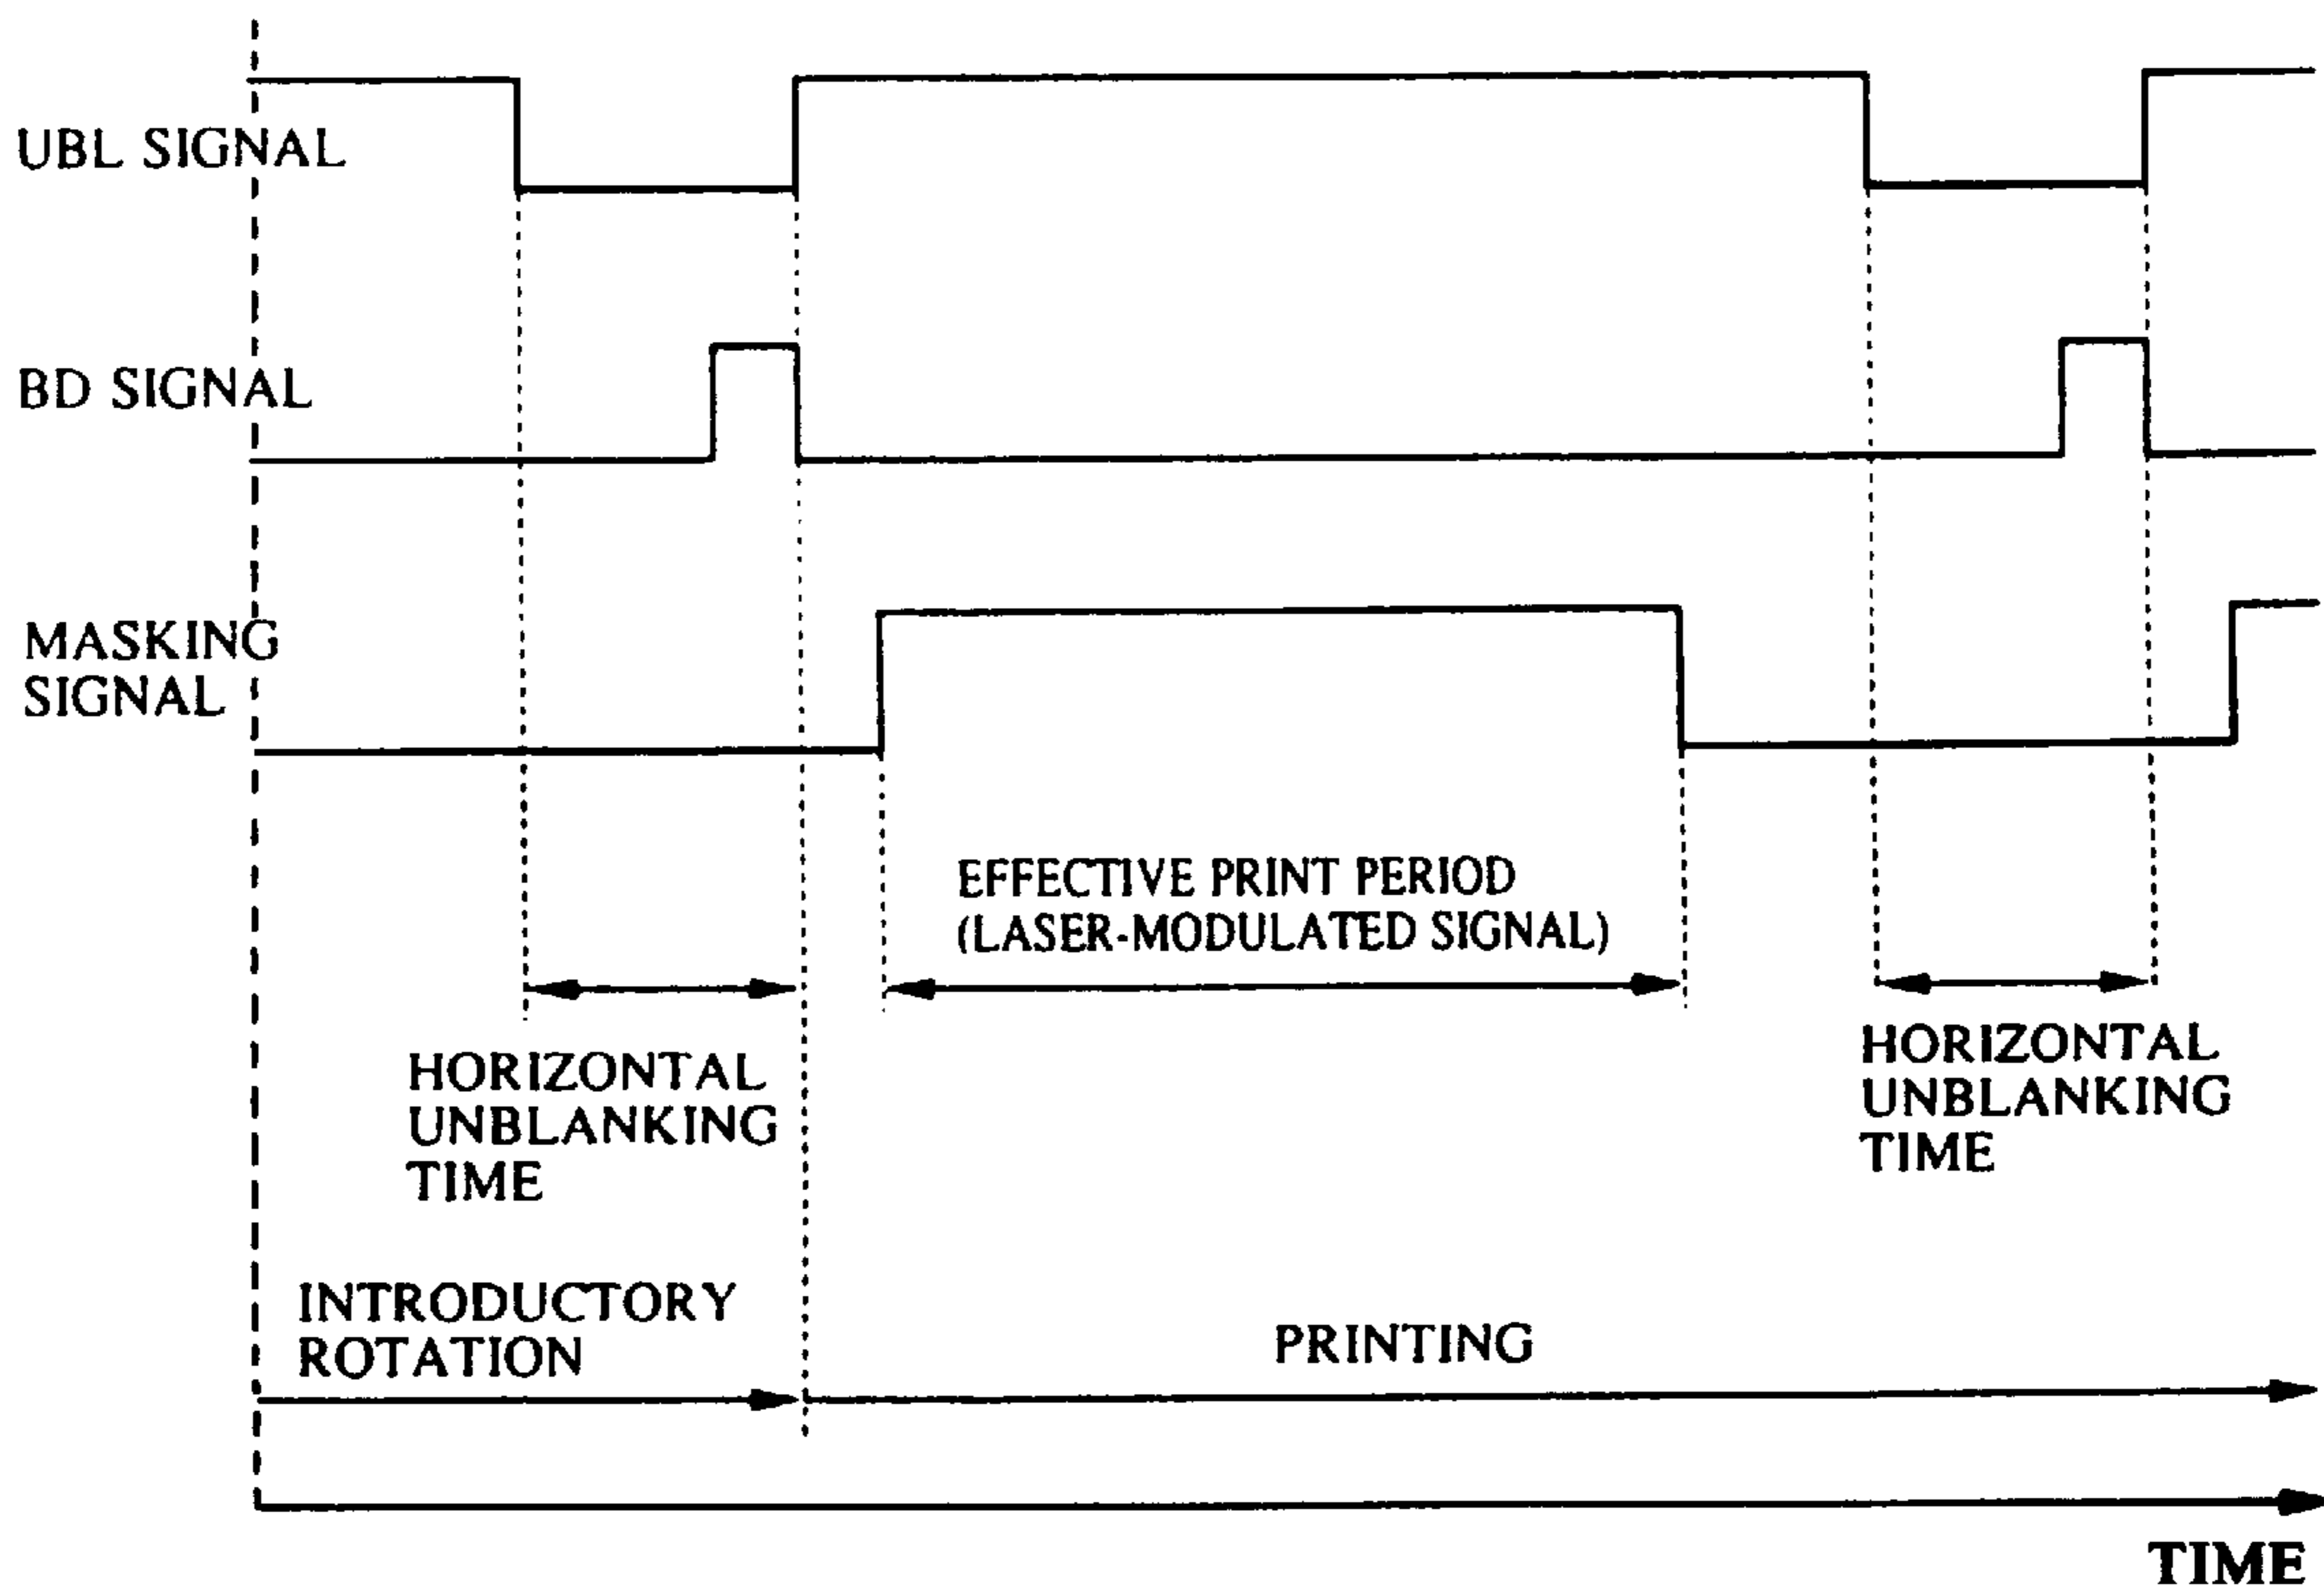 UBL SIGNAL
BD SIGNAL
MASKING
SIGNAL
EFFECTIVE PRINT PERIOD
(LASER-MODULATED SIGNAL)
HORIZONTAL
UNBLANKING
TIME
HORIZONTAL
UNBLANKING
TIME
INTRODUCTORY
ROTATION
PRINTING
TIME